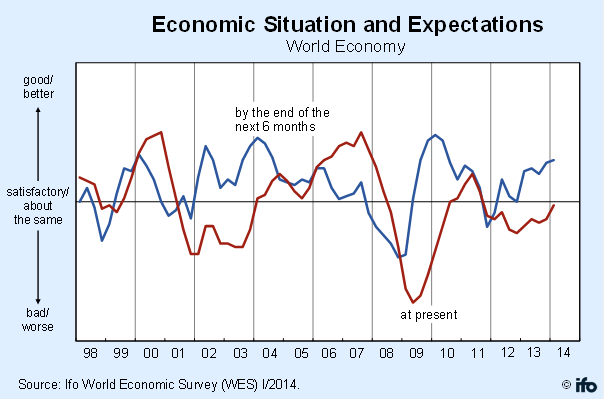 Economic Situation and Expectations
World Economy
good/
better
by the end of the
next 6 months
satisfactory/
about
the same
bad/
worse
at present
98 99 00 01 02 03 04 05 06 07 08 09 10 11 12 13 14
Source: Ifo World Economic Survey (WES) I/2014.
© ifo